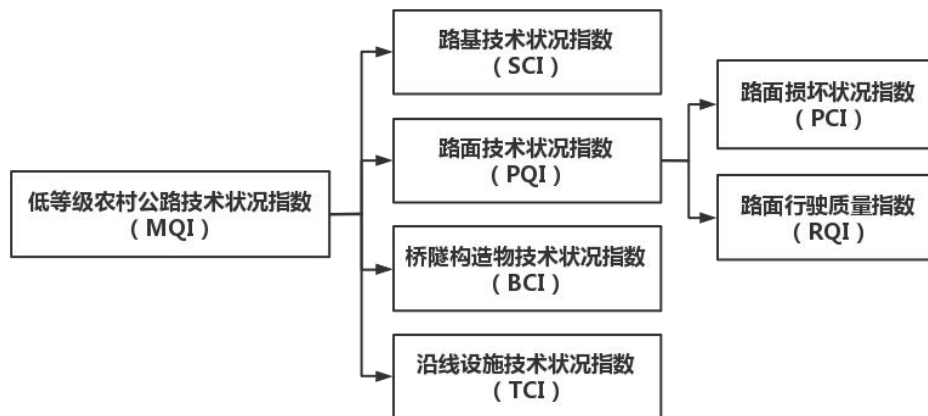 路基技术状况指数
（SCI）
路面损坏状况指数
（PCI）
路面技术状况指数
（PQI）
低等级农村公路技术状况指数
（MQI）
路面行驶质量指数
（RQI）
桥隧构造物技术状况指数
（BCI）
沿线设施技术状况指数
（TCI）